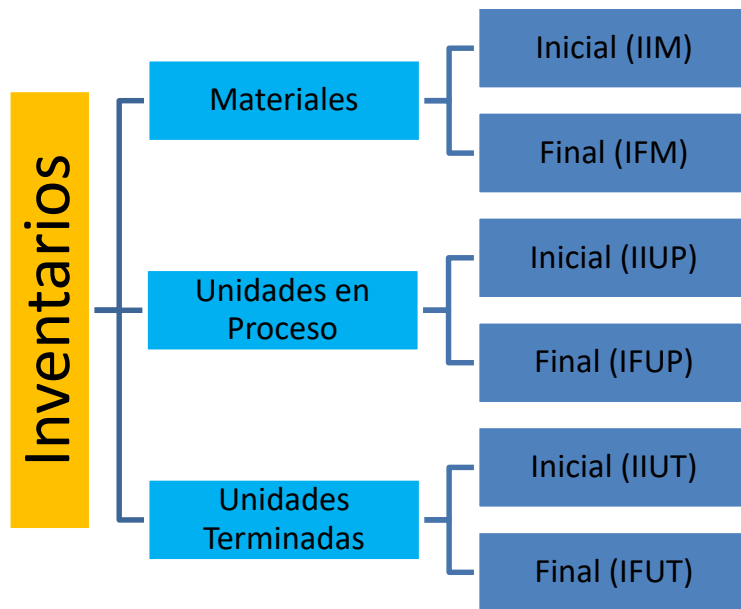 Inventarios
Materiales
Inicial (IIM)
Final (IFM)
Unidades en
Proceso
Inicial (IIUP)
Final (IFUP)
Unidades
Terminadas
Inicial (IIUT)
Final (IFUT)